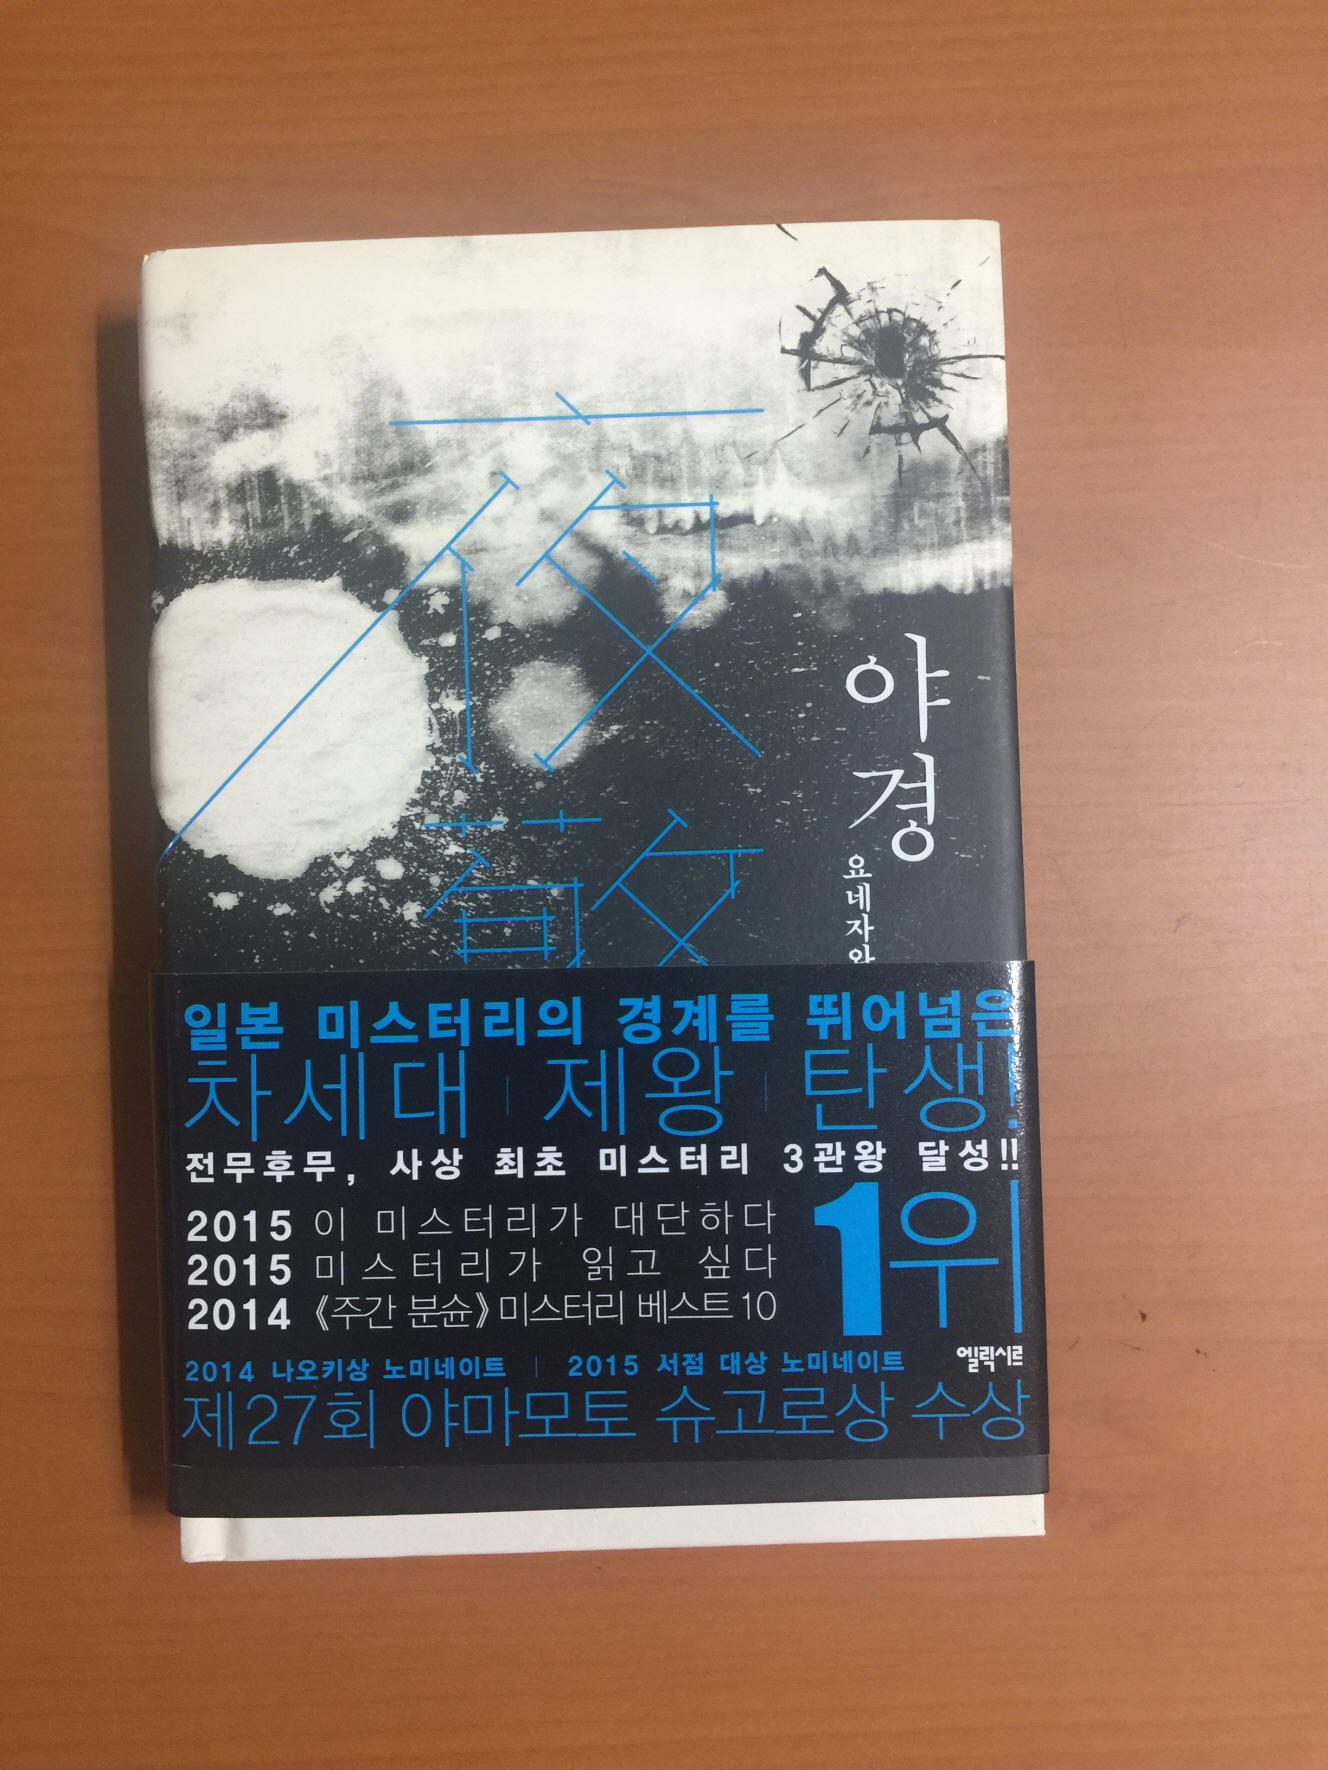 夜警
야경
요네자와
일본 미스터리의 경계를 뛰어넘은
차세대 제왕 탄생!
전무후무, 사상 최초 미스터리 3관왕 달성!!
2015 이 미스터리가 대단하다
2015 미스터리가 읽고 싶다
2014 《주간 분슌》 미스터리 베스트 10
1위
2014 나오키상 노미네이트 | 2015 서점 대상 노미네이트
엘릭시르
제27회 야마모토 슈고로상 수상